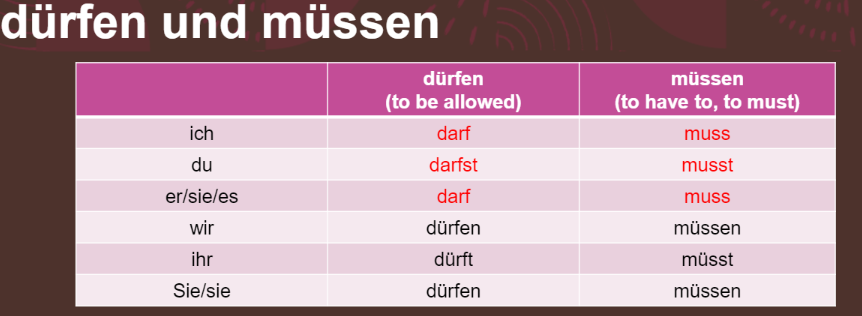 dürfen und müssen
dürfen müssen
(to be allowed) (to have to, to must)
ich darf muss
du darfst musst
er/sie/es darf muss
wir dürfen müssen
ihr dürft müsst
Sie/sie dürfen müssen